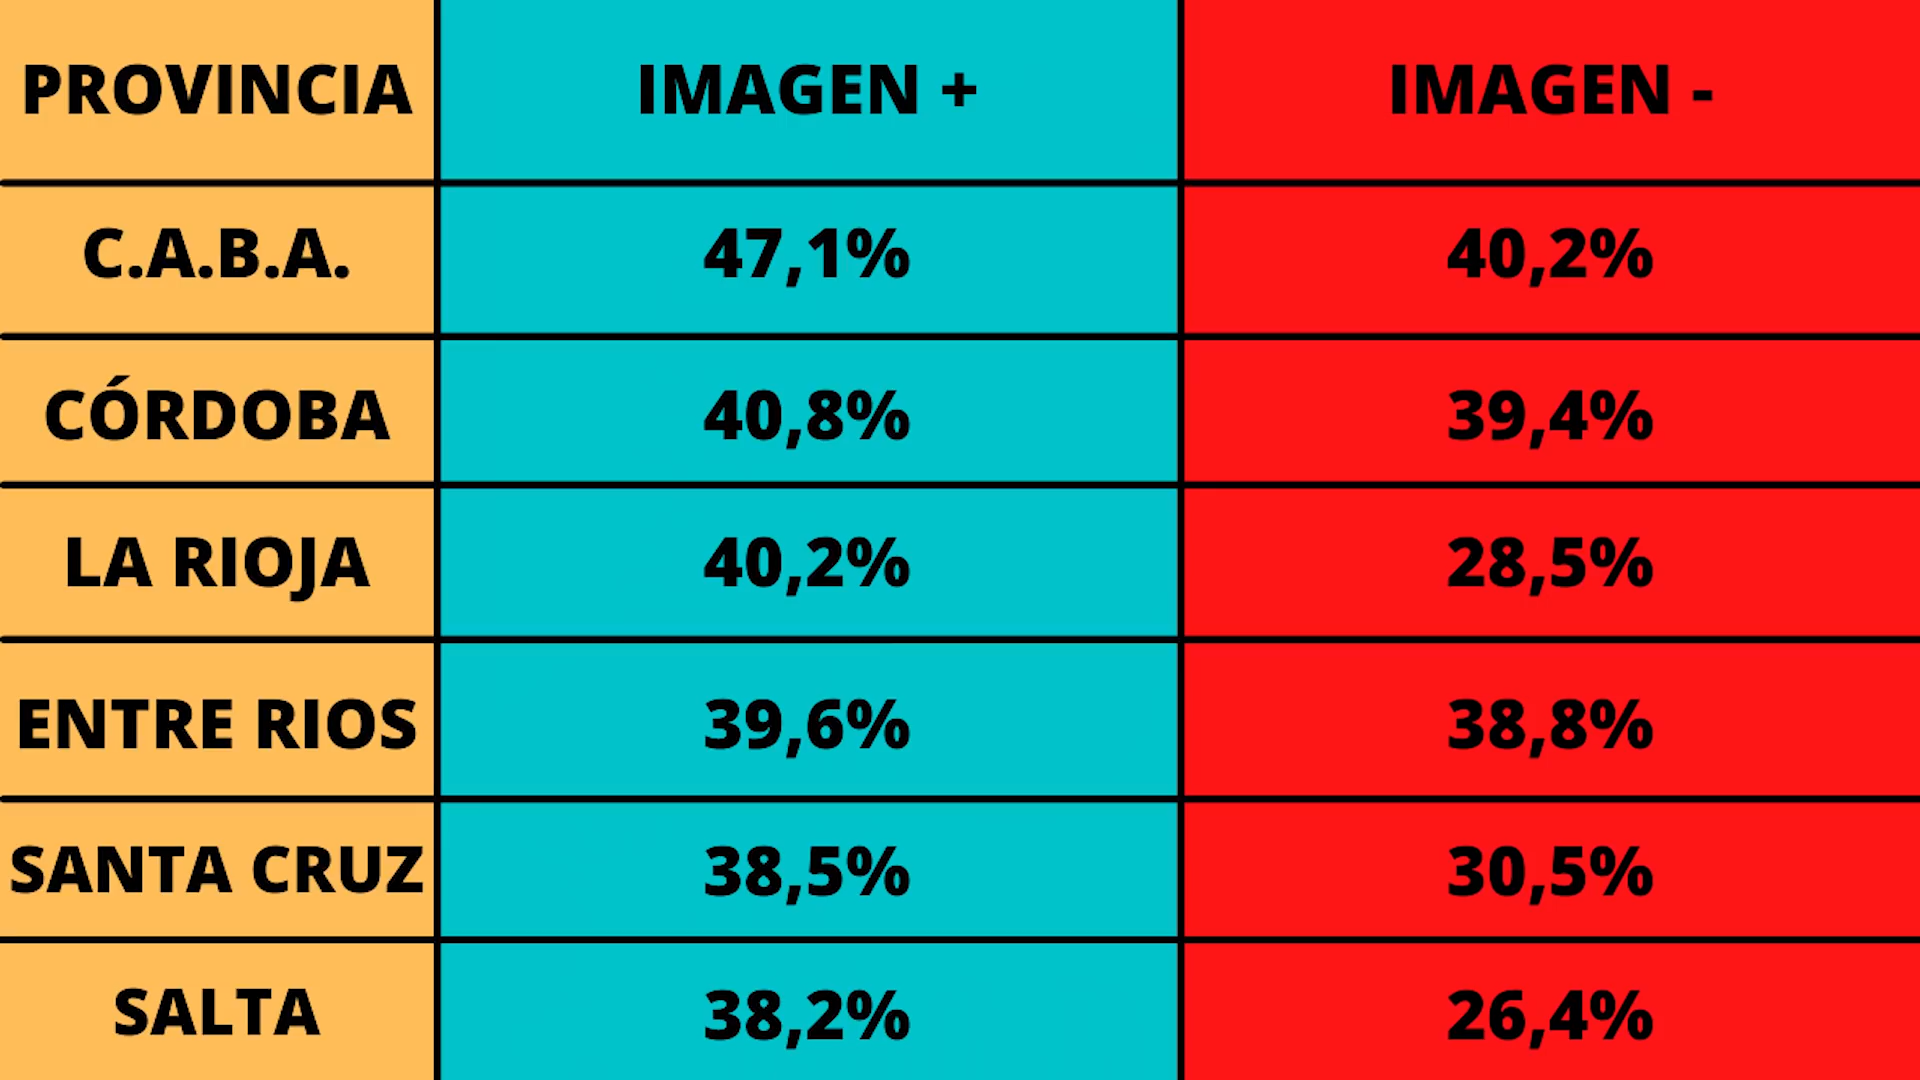 PROVINCIA IMAGEN + IMAGEN -
C.A.B.A. 47,1% 40,2%
CÓRDOBA 40,8% 39,4%
LA RIOJA 40,2% 28,5%
ENTRE RIOS 39,6% 38,8%
SANTA CRUZ 38,5% 30,5%
SALTA 38,2% 26,4%